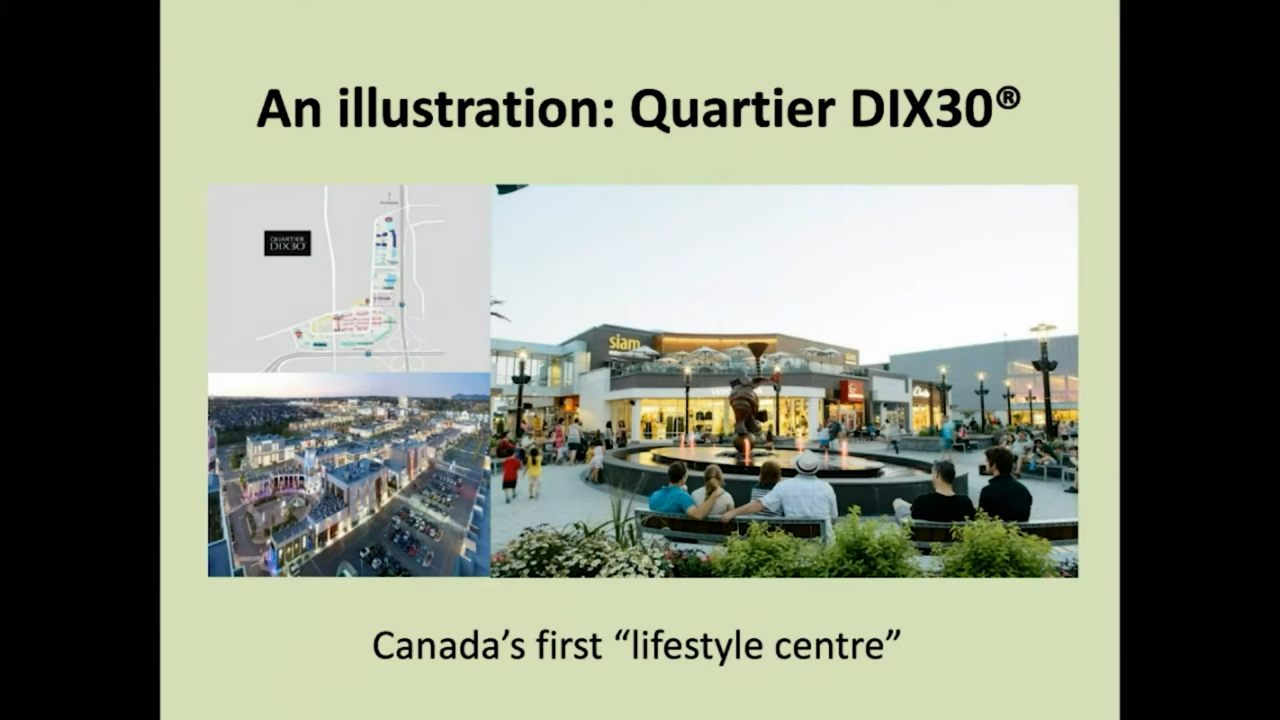 An illustration: Quartier DIX30®
QUARTIER
DIX30
siam
Canada's first “lifestyle centre”